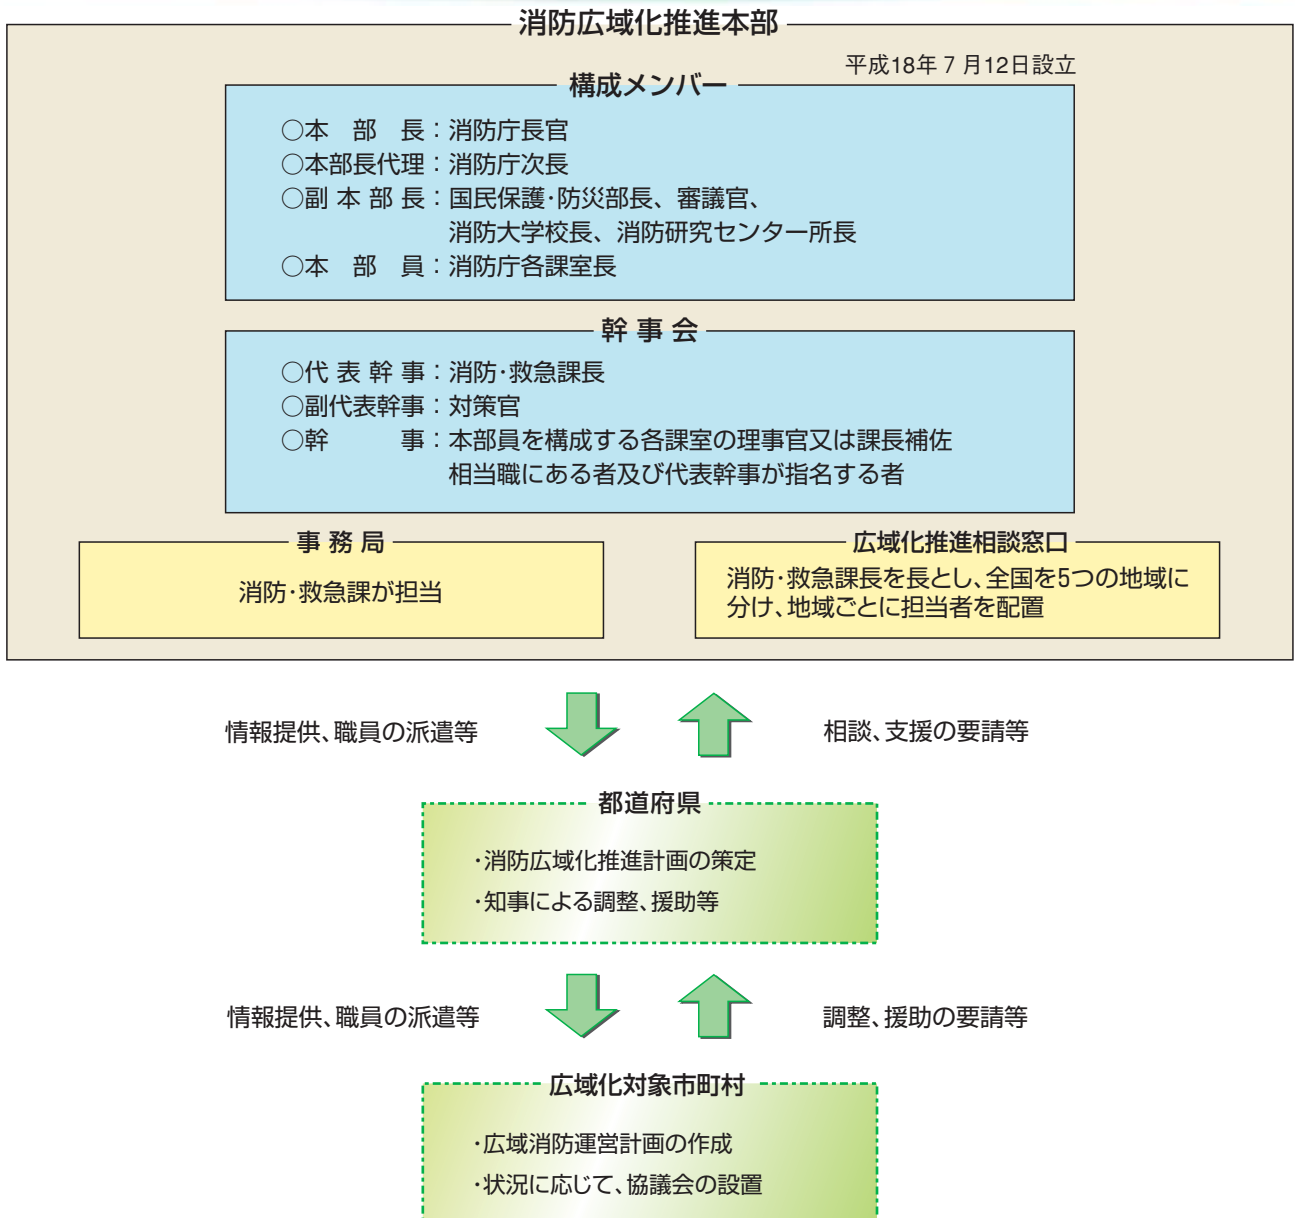 消防広域化推進本部
平成18年7月12日設立
構成メンバー
○本部長:消防庁長官
○本部長代理:消防庁次長
○副本部長:国民保護・防災部長、審議官、
消防大学校長、消防研究センター所長
○本部員:消防庁各課室長
幹事会
○代表幹事:消防・救急課長
○副代表幹事:対策官
○幹事:本部員を構成する各課室の理事官又は課長補佐
相当職にある者及び代表幹事が指名する者
事務局
消防・救急課が担当
広域化推進相談窓口
消防・救急課長を長とし、全国を5つの地域に
分け、地域ごとに担当者を配置
情報提供、職員の派遣等
相談、支援の要請等
都道府県
・消防広域化推進計画の策定
・知事による調整、援助等
情報提供、職員の派遣等
調整、援助の要請等
広域化対象市町村
・広域消防運営計画の作成
・状況に応じて、協議会の設置